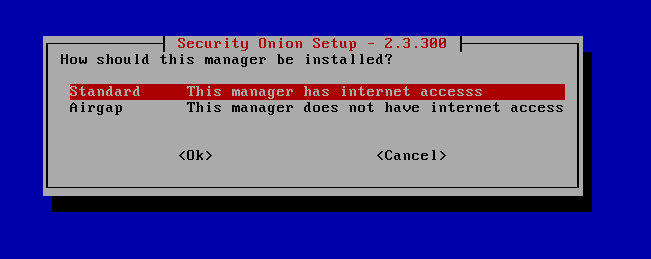 Security Onion Setup - 2.3.300
How should this manager be installed?
Standard This manager has internet accesss
Airgap This manager does not have internet access
<Ok> <Cancel>